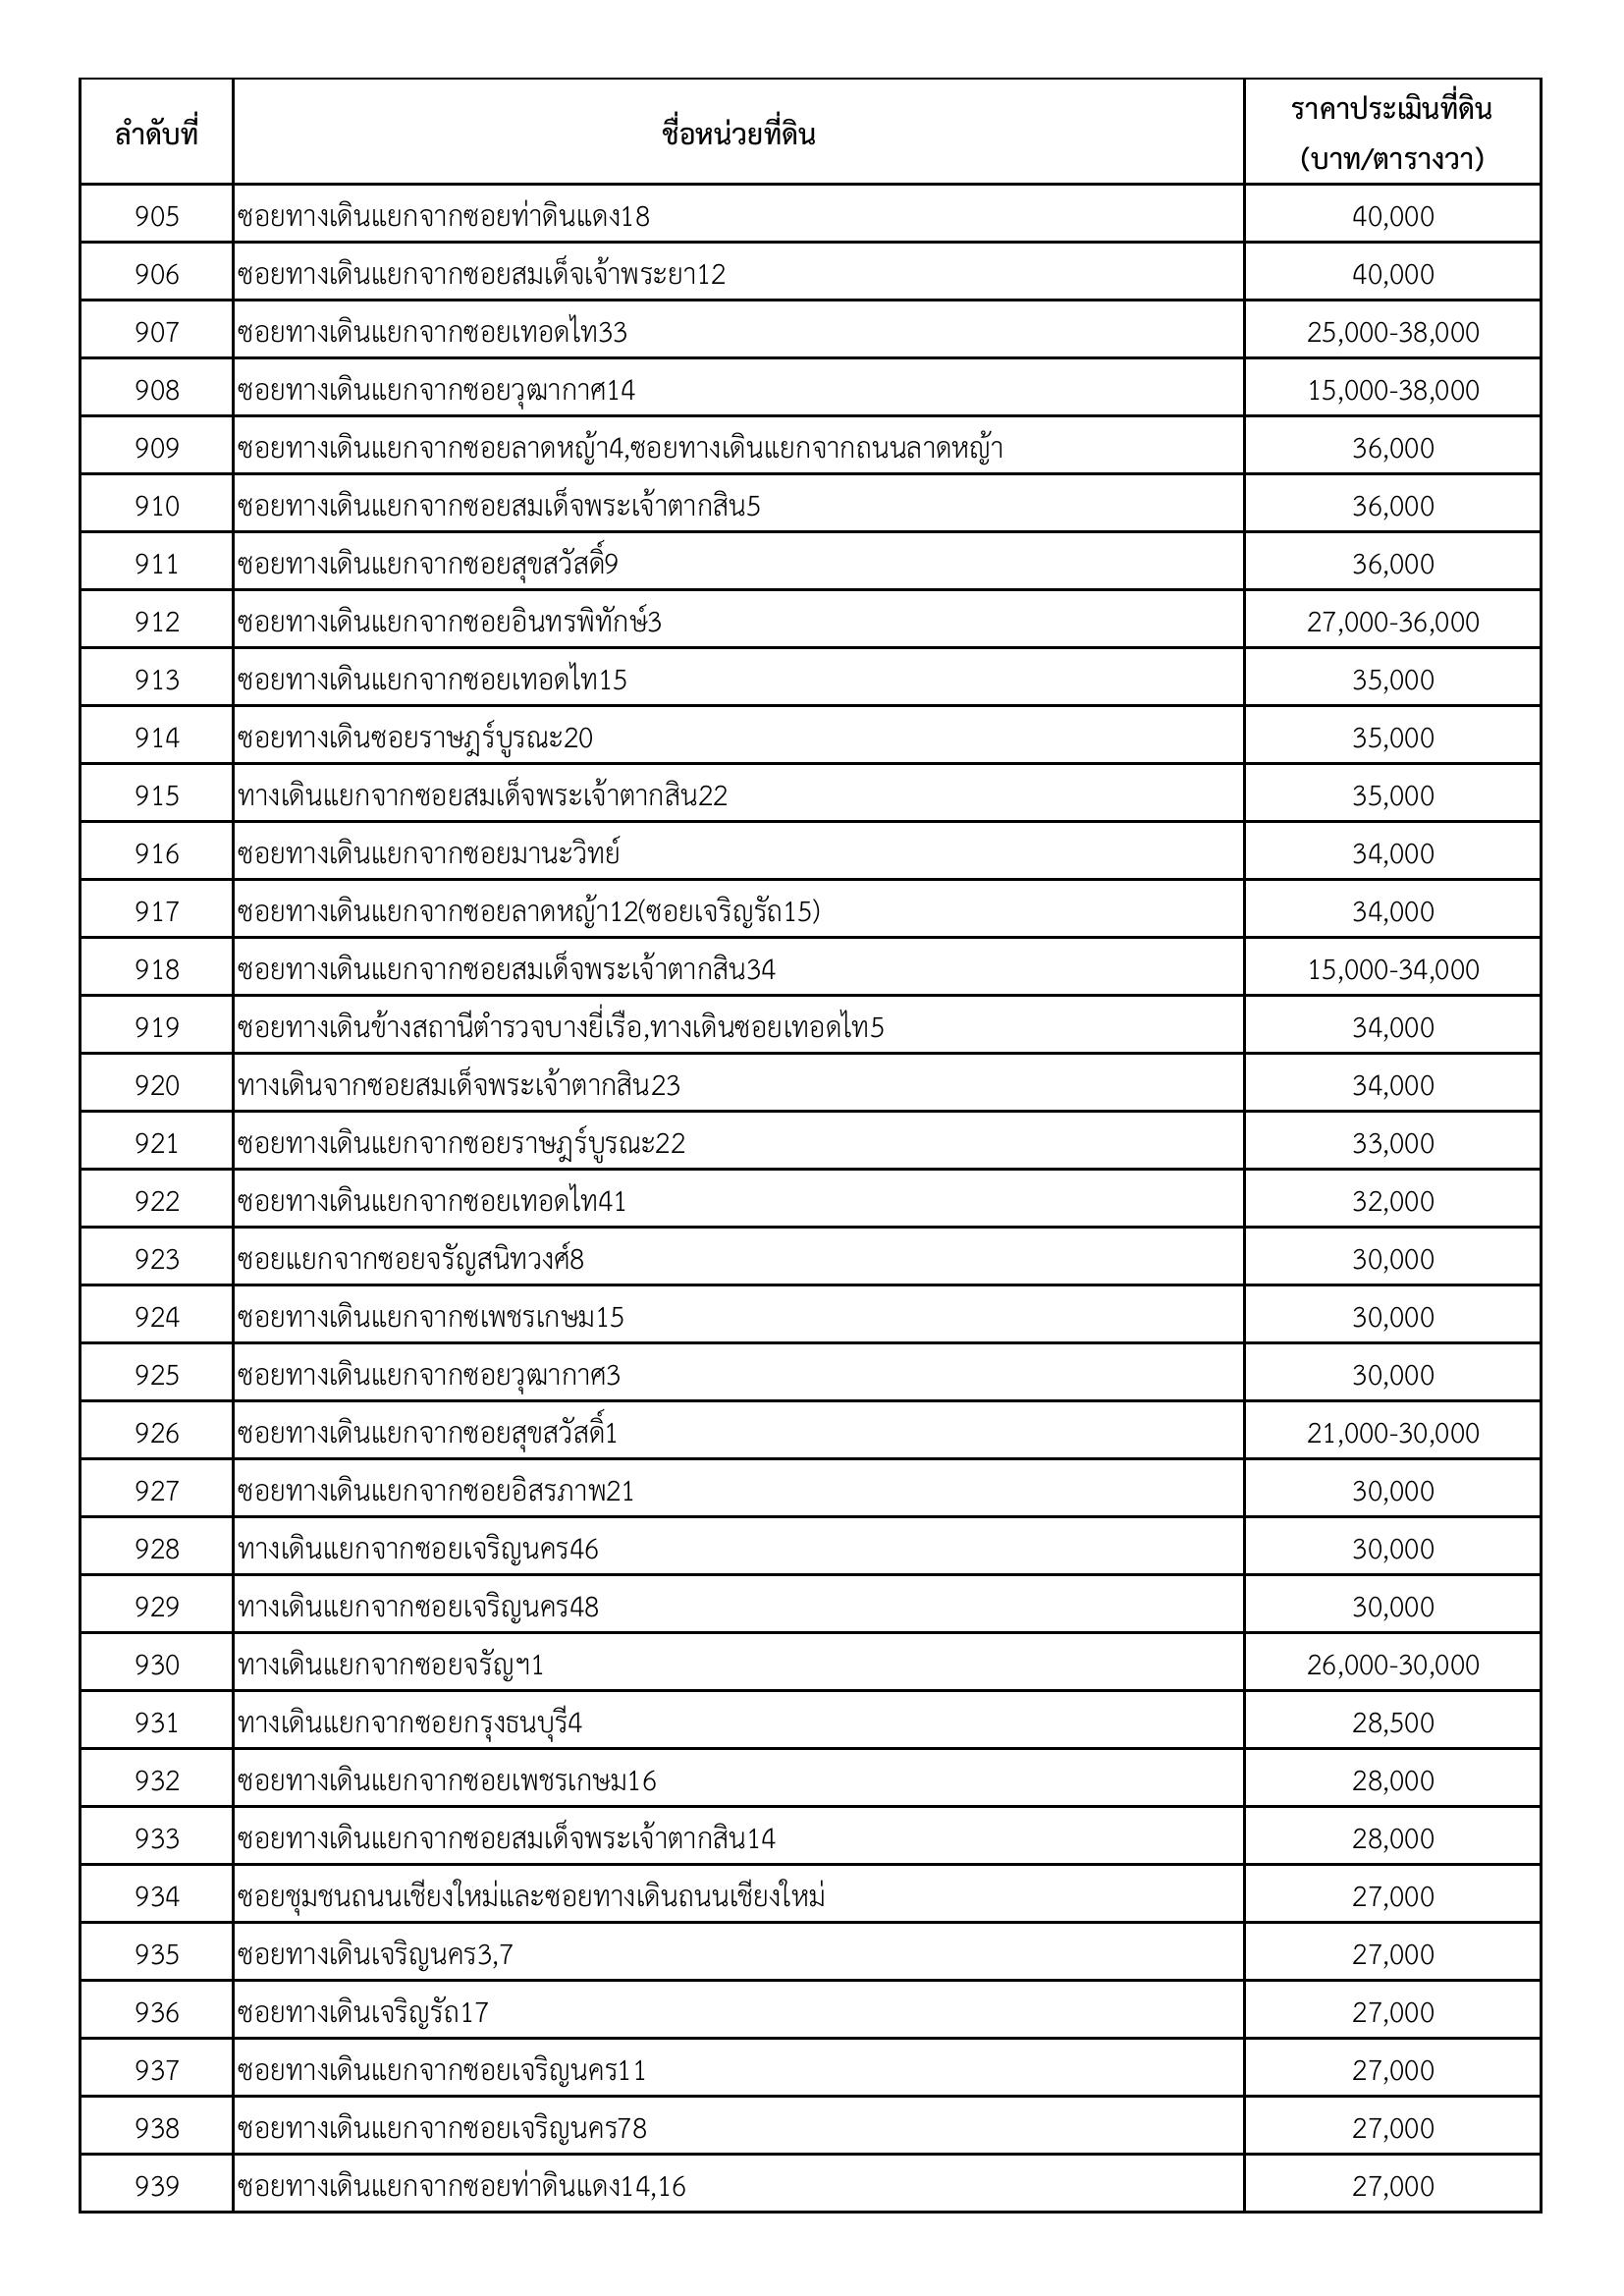 ลำดับที่ ชื่อหน่วยที่ดิน ราคาประเมินที่ดิน
(บาท/ตารางวา)
905 ซอยทางเดินแยกจากซอยท่าดินแดง18 40,000
906 ซอยทางเดินแยกจากซอยสมเด็จเจ้าพระยา12 40,000
907 ซอยทางเดินแยกจากซอยเทอดไท33 25,000-38,000
908 ซอยทางเดินแยกจากซอยวุฒากาศ14 15,000-38,000
909 ซอยทางเดินแยกจากซอยลาดหญ้า4,ซอยทางเดินแยกจากถนนลาดหญ้า 36,000
910 ซอยทางเดินแยกจากซอยสมเด็จพระเจ้าตากสิน5 36,000
911 ซอยทางเดินแยกจากซอยสุขสวัสดิ์9 36,000
912 ซอยทางเดินแยกจากซอยอินทรพิทักษ์3 27,000-36,000
913 ซอยทางเดินแยกจากซอยเทอดไท15 35,000
914 ซอยทางเดินซอยราษฎร์บูรณะ20 35,000
915 ทางเดินแยกจากซอยสมเด็จพระเจ้าตากสิน22 35,000
916 ซอยทางเดินแยกจากซอยมานะวิทย์ 34,000
917 ซอยทางเดินแยกจากซอยลาดหญ้า12(ซอยเจริญรัถ15) 34,000
918 ซอยทางเดินแยกจากซอยสมเด็จพระเจ้าตากสิน34 15,000-34,000
919 ซอยทางเดินข้างสถานีตำรวจบางยี่เรือ,ทางเดินซอยเทอดไท5 34,000
920 ทางเดินจากซอยสมเด็จพระเจ้าตากสิน23 34,000
921 ซอยทางเดินแยกจากซอยราษฎร์บูรณะ22 33,000
922 ซอยทางเดินแยกจากซอยเทอดไท41 32,000
923 ซอยแยกจากซอยจรัญสนิทวงศ์8 30,000
924 ซอยทางเดินแยกจากซเพชรเกษม15 30,000
925 ซอยทางเดินแยกจากซอยวุฒากาศ3 30,000
926 ซอยทางเดินแยกจากซอยสุขสวัสดิ์1 21,000-30,000
927 ซอยทางเดินแยกจากซอยอิสรภาพ21 30,000
928 ทางเดินแยกจากซอยเจริญนคร46 30,000
929 ทางเดินแยกจากซอยเจริญนคร48 30,000
930 ทางเดินแยกจากซอยจรัญฯ1 26,000-30,000
931 ทางเดินแยกจากซอยกรุงธนบุรี4 28,500
932 ซอยทางเดินแยกจากซอยเพชรเกษม16 28,000
933 ซอยทางเดินแยกจากซอยสมเด็จพระเจ้าตากสิน14 28,000
934 ซอยชุมชนถนนเชียงใหม่และซอยทางเดินถนนเชียงใหม่ 27,000
935 ซอยทางเดินเจริญนคร3,7 27,000
936 ซอยทางเดินเจริญรัถ17 27,000
937 ซอยทางเดินแยกจากซอยเจริญนคร11 27,000
938 ซอยทางเดินแยกจากซอยเจริญนคร78 27,000
939 ซอยทางเดินแยกจากซอยท่าดินแดง14,16 27,000